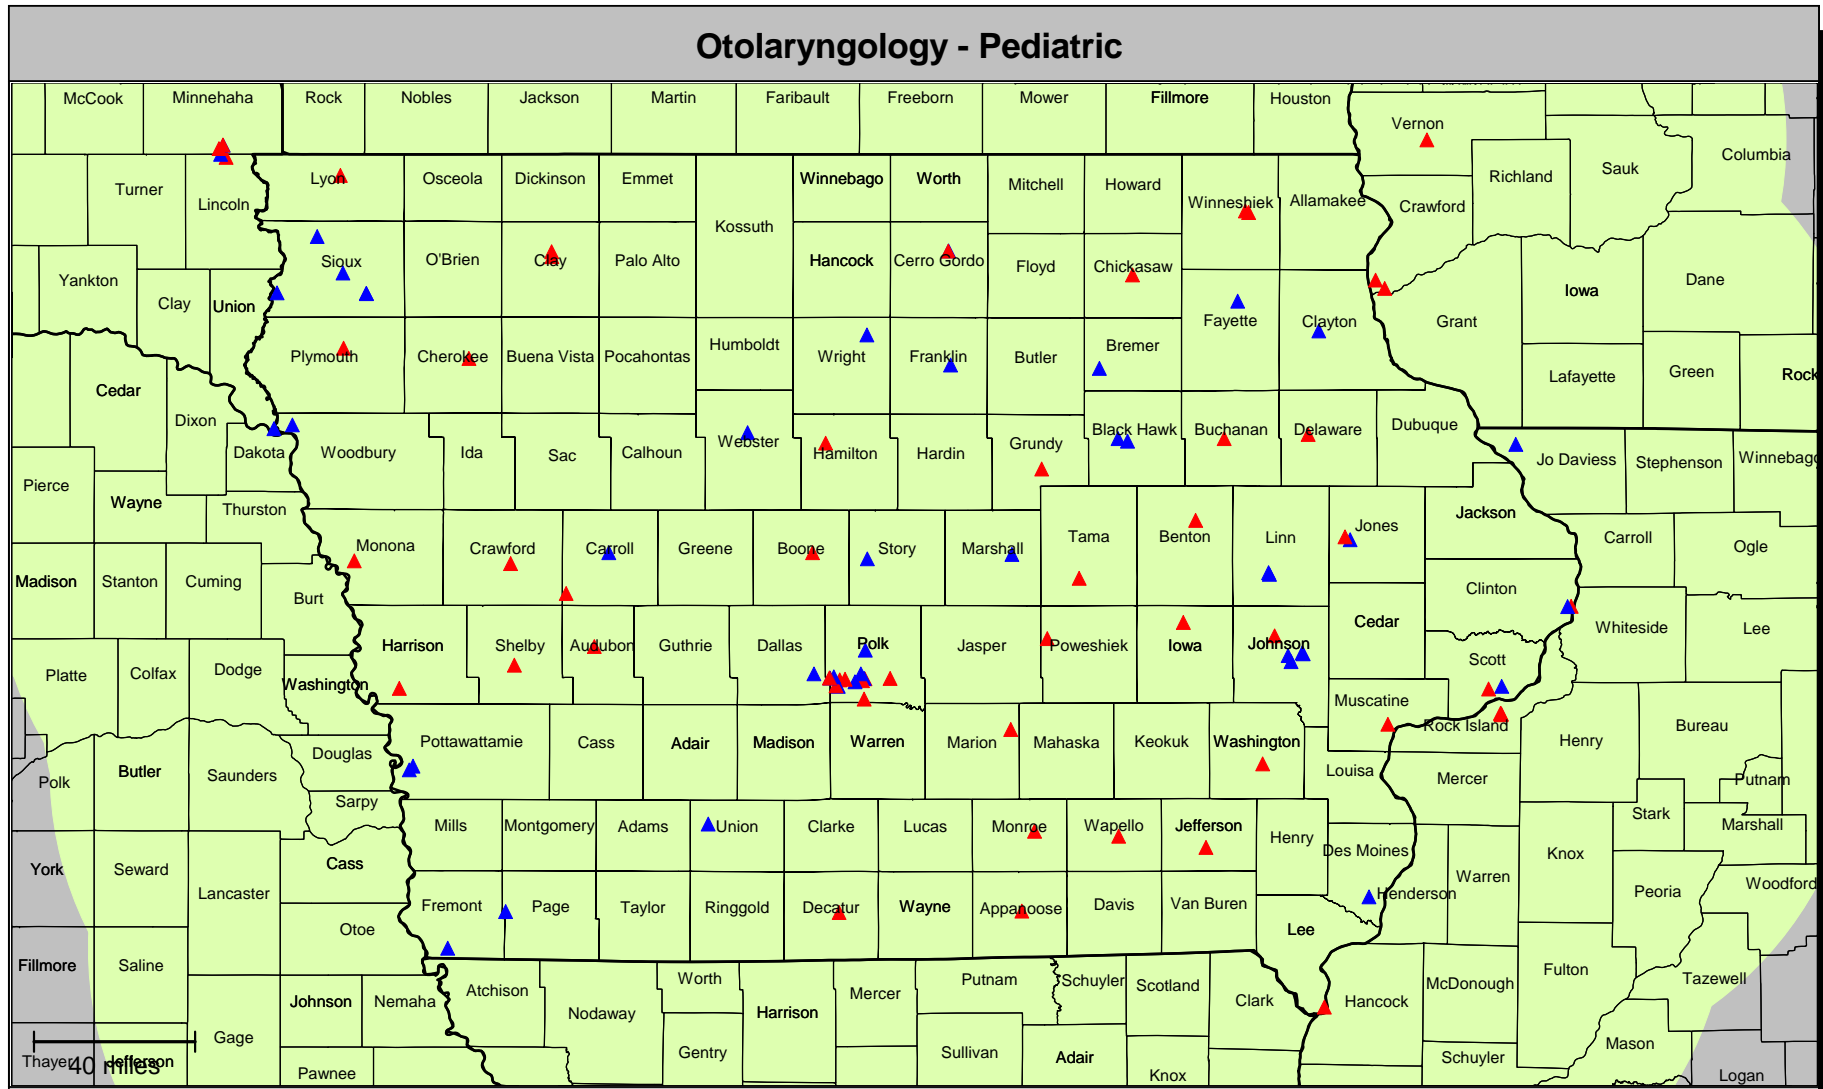 Otolaryngology - Pediatric
McCook Minnehaha Rock Nobles Jackson Martin Faribault Freeborn Mower Fillmore Houston
Vernon
Columbia
Sauk
Richland
Turner Lyon Osceola Dickinson Emmet Winnebago Worth Mitchell Howard
Lincoln Winneshiek Allamakee Crawford
Kossuth
Yankton Sioux O'Brien Clay Palo Alto Hancock Cerro Gordo Floyd Chickasaw Iowa Dane
Clay Union
Fayette Clayton Grant
Plymouth Cherokee Buena Vista Pocahontas Humboldt Wright Franklin Butler Bremer
Lafayette Green Rock
Cedar
Dixon
Dakota Woodbury Ida Sac Calhoun Webster Hamilton Hardin Grundy Black Hawk Buchanan Delaware Dubuque
Jo Daviess Stephenson Winnebago
Pierce
Wayne
Thurston
Jackson
Monona Crawford Carroll Greene Boone Story Marshall Tama Benton Linn Jones Carroll Ogle
Madison Stanton Cuming
Burt Clinton
Harrison Shelby Audubon Guthrie Dallas Polk Jasper Poweshiek Iowa Johnson Cedar Whiteside Lee
Platte Colfax Dodge
Washington
Scott
Muscatine
Rock Island
Pottawattamie Cass Adair Madison Warren Marion Mahaska Keokuk Washington Henry Bureau
Douglas
Polk Butler Saunders
Louisa Mercer Putnam
Sarpy
Mills Montgomery Adams Union Clarke Lucas Monroe Wapello Jefferson Henry Stark Marshall
Des Moines Knox
York Seward Cass
Lancaster
Warren Peoria Woodford
Henderson
Fremont Page Taylor Ringgold Decatur Wayne Appanoose Davis Van Buren
Otoe Lee
Fillmore Saline
Fulton Tazewell
Atchison Worth Mercer Putnam Schuyler Scotland McDonough
Johnson Nemaha Clark Hancock
Nodaway Harrison
Gage
Gentry Sullivan Adair Schuyler Mason
Thayer Jefferson
40 miles
Pawnee Knox Logan